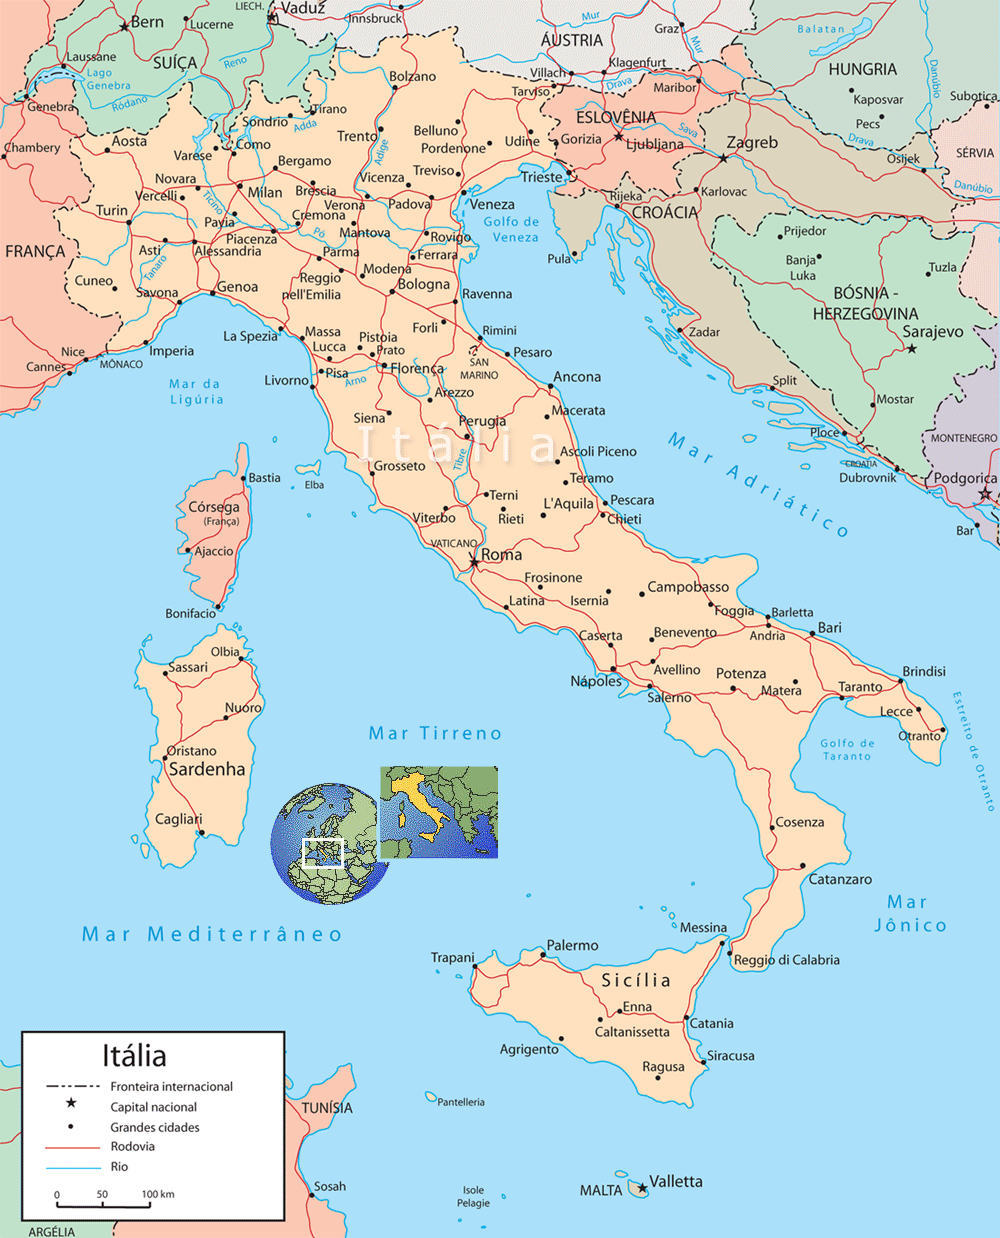 LIECH.
Vaduz
Bern
Lucerne
Innsbruck
Mur
Graz
ÁUSTRIA
Balatan
Laussane
SUÍÇA
Reno
Lago
Genebra
Ródano
Genebra
Bolzano
Villach
Klagenfurt
Mur
Drava
Maribor
Tarviso
HUNGRIA
Danúbio
Kaposvar
Subotica
Pecs
Tirano
Sondrio
Adda
Trento
Adige
Belluno
Pordenone
Udine
Gorizia
ESLOVÊNIA
Sava
Ljubljana
Zagreb
Drava
Osijek
SÉRVIA
Danúbio
Chambery
Aosta
Varese
Como
Bergamo
Novara
Milan
Brescia
Vicenza
Treviso
Trieste
Vercelli
Ticino
Verona
Padova
Veneza
Rijeka
Karlovac
CROÁCIA
Turin
Pavia
Cremona
Pó
Mantova
Golfo de
Veneza
Piacenza
Rovigo
Prijedor
FRANÇA
Asti
Alessandria
Tanaro
Parma
Ferrara
Pula
Banja
Luka
Tuzla
Modena
Cuneo
Reggio
nell'Emilia
Savona
Genoa
Bologna
Ravenna
BÓSNIA -
HERZEGOVINA
Sarajevo
La Spezia
Massa
Lucca
Pistoia
Prato
Forli
Rimini
Zadar
Nice
Cannes
MÔNACO
Imperia
Pisa
Florença
SAN
MARINO
Pesaro
Livorno
Arno
Mar da
Ligúria
Arezzo
Ancona
Split
Mostar
Siena
Perugia
Macerata
Itália
Ploce
MONTENEGRO
Mar Adriático
Grosseto
Tibre
Ascoli Piceno
CROATIA
Dubrovnik
Podgorica
Bastia
Elba
Teramo
Terni
L'Aquila
Pescara
Córsega
(França)
Viterbo
Rieti
Chieti
Bar
Ajaccio
VATICANO
Roma
Frosinone
Campobasso
Bonifacio
Latina
Isernia
Foggia
Barletta
Caserta
Benevento
Andria
Bari
Olbia
Sassari
Nápoles
Avellino
Potenza
Matera
Brindisi
Taranto
Salerno
Nuoro
Lecce
Otranto
Estreito de Otranto
Mar Tirreno
Golfo de
Taranto
Oristano
Sardenha
Cagliari
Cosenza
Catanzaro
Mar
Jônico
Mar Mediterrâneo
Messina
Palermo
Trapani
Reggio di Calabria
Sicília
Enna
Caltanissetta
Catania
Agrigento
Siracusa
Ragusa
Itália
Fronteira internacional
Capital nacional
Grandes cidades
Rodovia
Rio
0 50 100 km
Pantelleria
TUNÍSIA
Sosah
Isole
Pelagie
MALTA
Valletta
ARGÉLIA